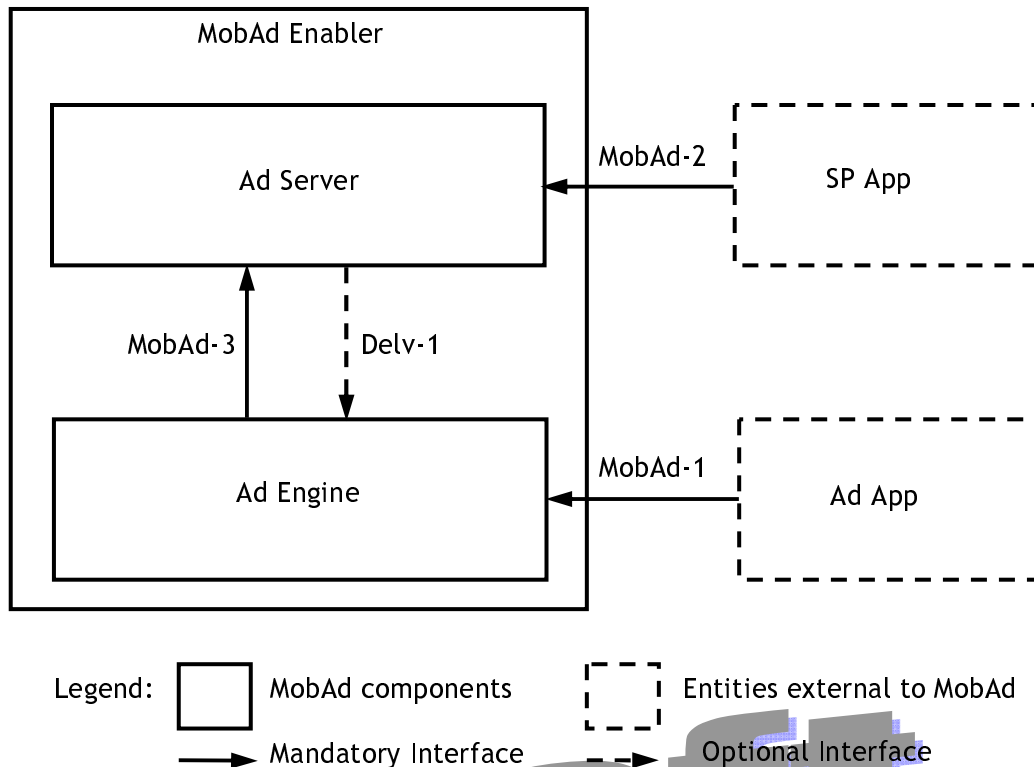 MobAd Enabler
Ad Server
MobAd-2
SP App
MobAd-3
Delv-1
Ad Engine
MobAd-1
Ad App
Legend:
MobAd components
Entities external to MobAd
Mandatory Interface
Optional Interface